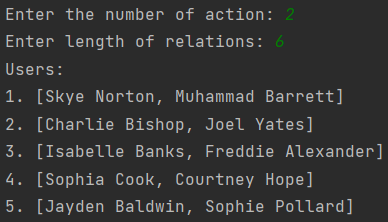 Enter the number of action: 2
Enter length of relations: 6
Users:
1. [Skye Norton, Muhammad Barrett]
2. [Charlie Bishop, Joel Yates]
3. [Isabelle Banks, Freddie Alexander]
4. [Sophia Cook, Courtney Hope]
5. [Jayden Baldwin, Sophie Pollard]